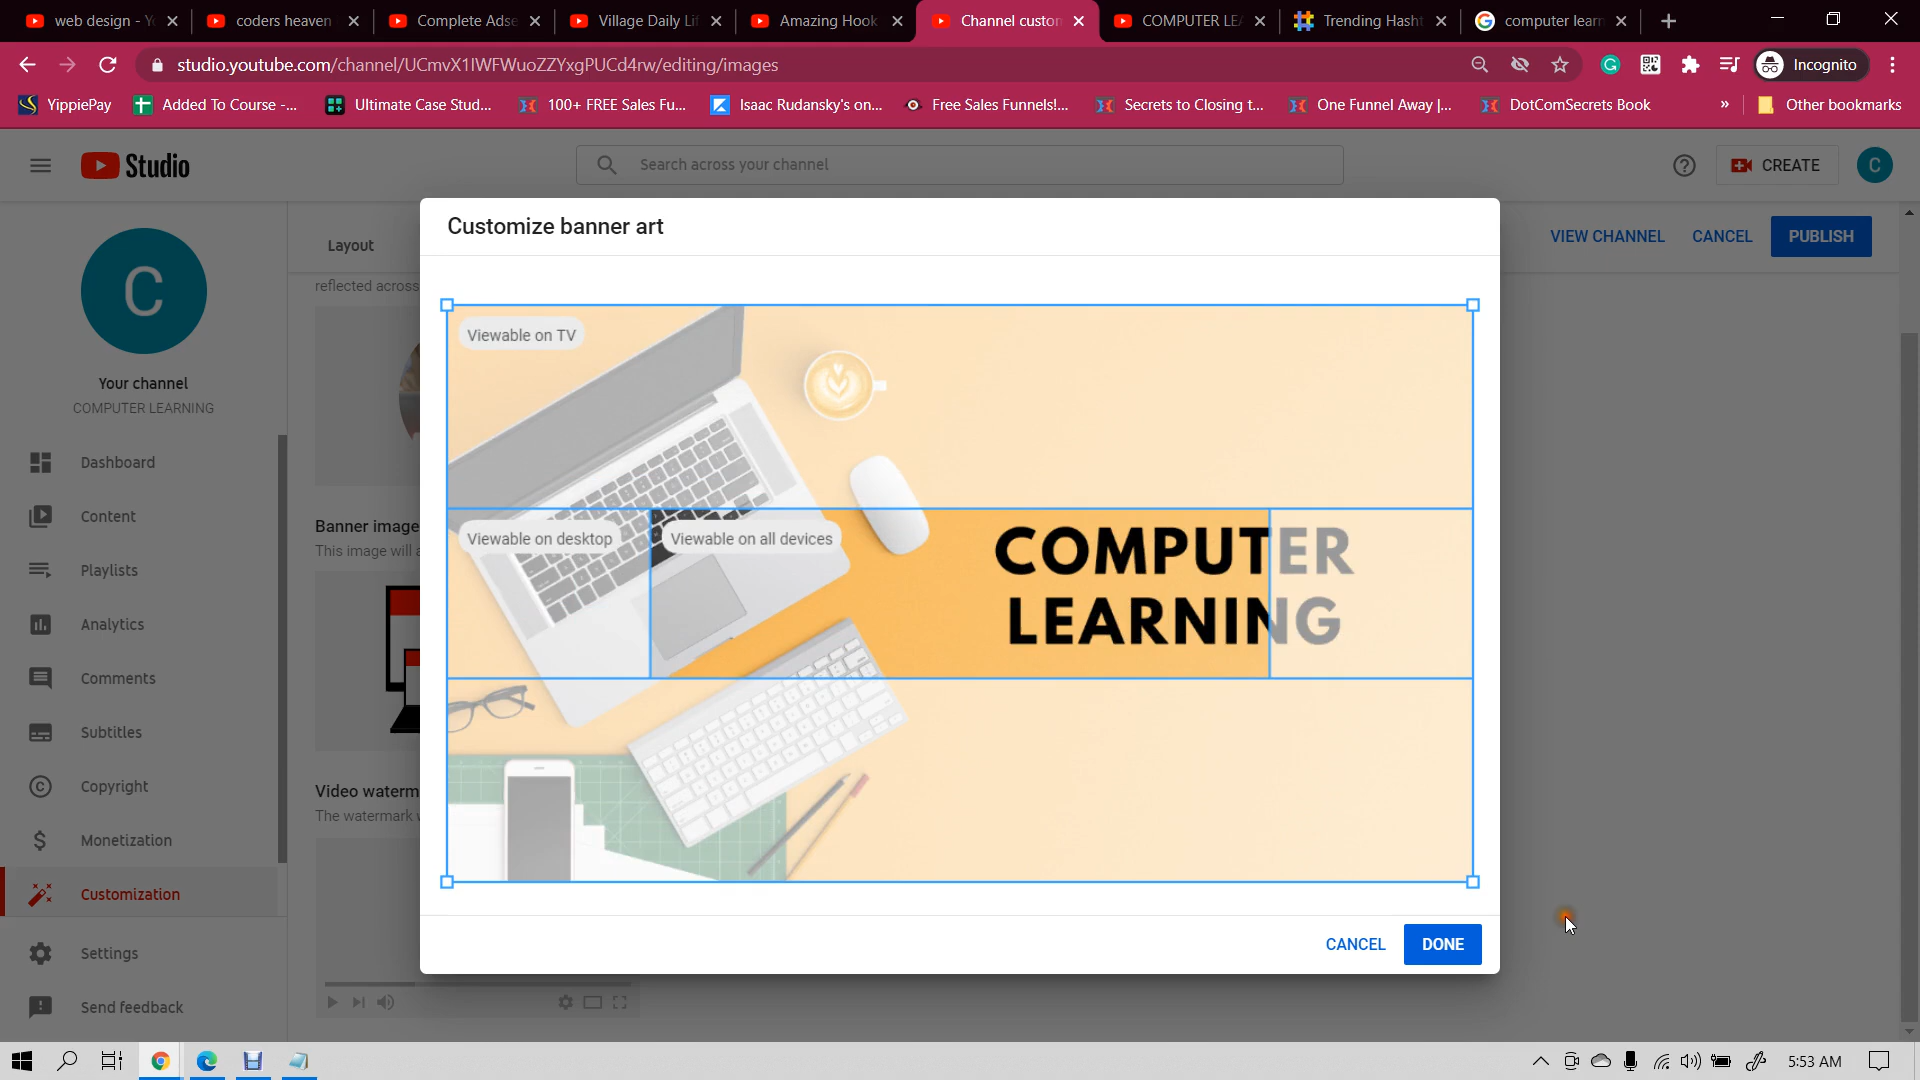 web design - Yo
coders heaven
Complete Adse
Village Daily Lif
Amazing Hook
Channel custom
COMPUTER LEA
Trending Hasht
computer learn
studio.youtube.com/channel/UCmvX1IWFWuoZZYxgPUCd4rw/editing/images
Incognito
YippiePay
Added To Course -...
Ultimate Case Stud...
100+ FREE Sales Fu...
Isaac Rudansky's on...
Free Sales Funnels!...
Secrets to Closing t...
One Funnel Away |...
DotComSecrets Book
»
Other bookmarks
Studio
Search across your channel
CREATE
C
C
Your channel
COMPUTER LEARNING
Dashboard
Content
Playlists
Analytics
Comments
Subtitles
Copyright
Monetization
Customization
Settings
Send feedback
Layout
VIEW CHANNEL
CANCEL
PUBLISH
reflected across
Banner image
This image will a
Video waterm
The watermark
Customize banner art
Viewable on TV
Viewable on desktop
Viewable on all devices
COMPUTER
LEARNING
CANCEL
DONE
5:53 AM